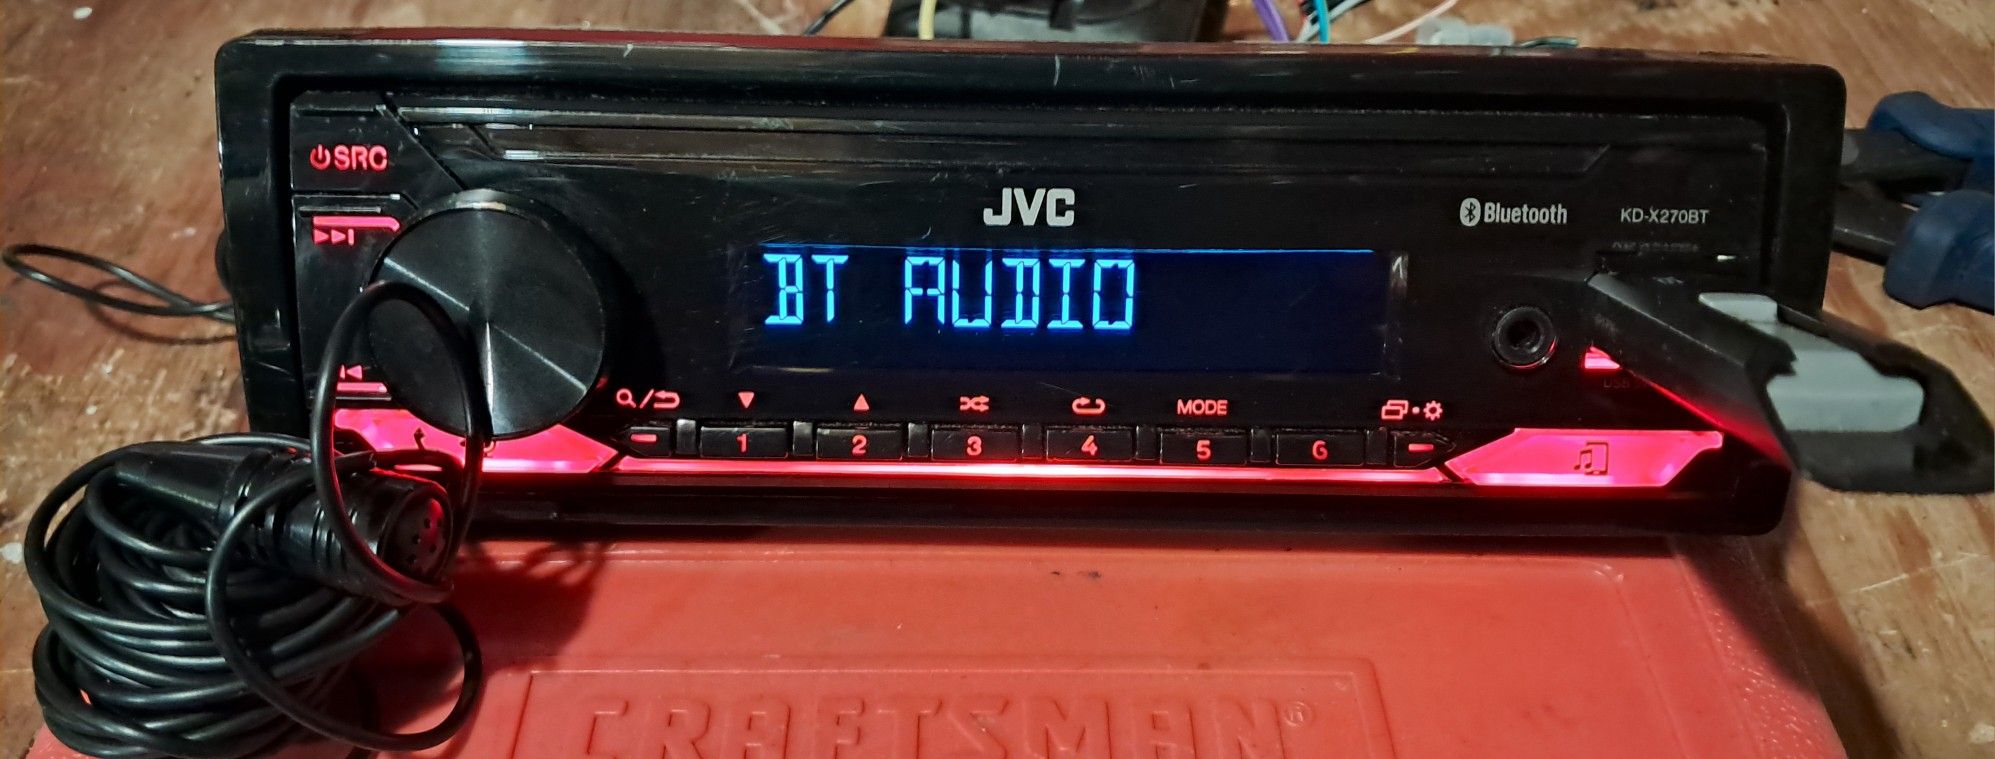 SRC
JVC
Bluetooth
KD-X270BT
BT AUDIO
MODE
1 2 3 4 5 6
CRAFTSMAN®